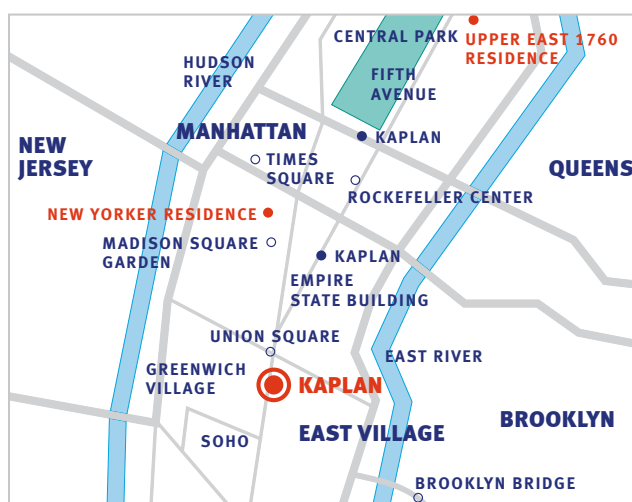 CENTRAL PARK
UPPER EAST 1760
RESIDENCE
HUDSON
RIVER
FIFTH
AVENUE
MANHATTAN
KAPLAN
NEW
JERSEY
TIMES
SQUARE
QUEENS
ROCKEFELLER CENTER
NEW YORKER RESIDENCE
MADISON SQUARE
GARDEN
KAPLAN
EMPIRE
STATE BUILDING
UNION SQUARE
EAST RIVER
GREENWICH
VILLAGE
KAPLAN
BROOKLYN
EAST VILLAGE
SOHO
BROOKLYN BRIDGE